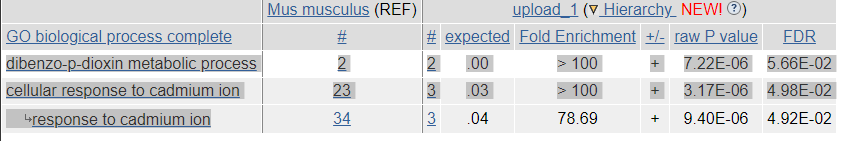 Mus musculus (REF) upload_1 (▿ Hierarchy NEW! ?)
GO biological process complete # # expected Fold Enrichment +/- raw P value FDR
dibenzo-p-dioxin metabolic process 2 2 .00 > 100 + 7.22E-06 5.66E-02
cellular response to cadmium ion 23 3 .03 > 100 + 3.17E-06 4.98E-02
↳response to cadmium ion 34 3 .04 78.69 + 9.40E-06 4.92E-02